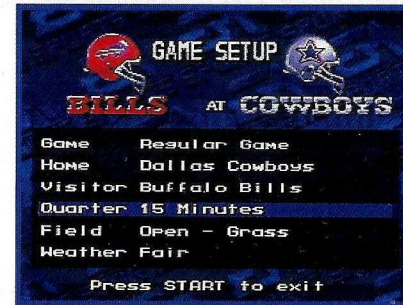 GAME SETUP
BILLS AT COWBOYS
Game Regular Game
Home Dallas Cowboys
Visitor Buffalo Bills
Quarter 15 Minutes
Field Open - Grass
Weather Fair
Press START to exit